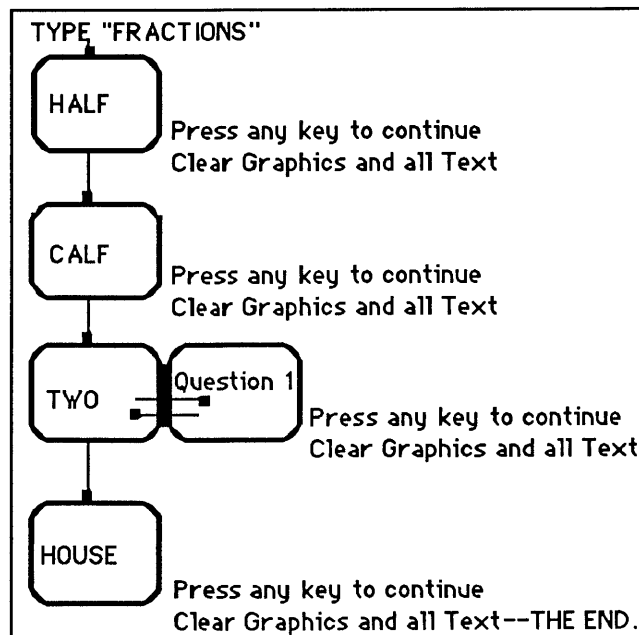 TYPE "FRACTIONS"
HALF
Press any key to continue
Clear Graphics and all Text
CALF
Press any key to continue
Clear Graphics and all Text
TWO
Question 1
Press any key to continue
Clear Graphics and all Text
HOUSE
Press any key to continue
Clear Graphics and all Text--THE END.